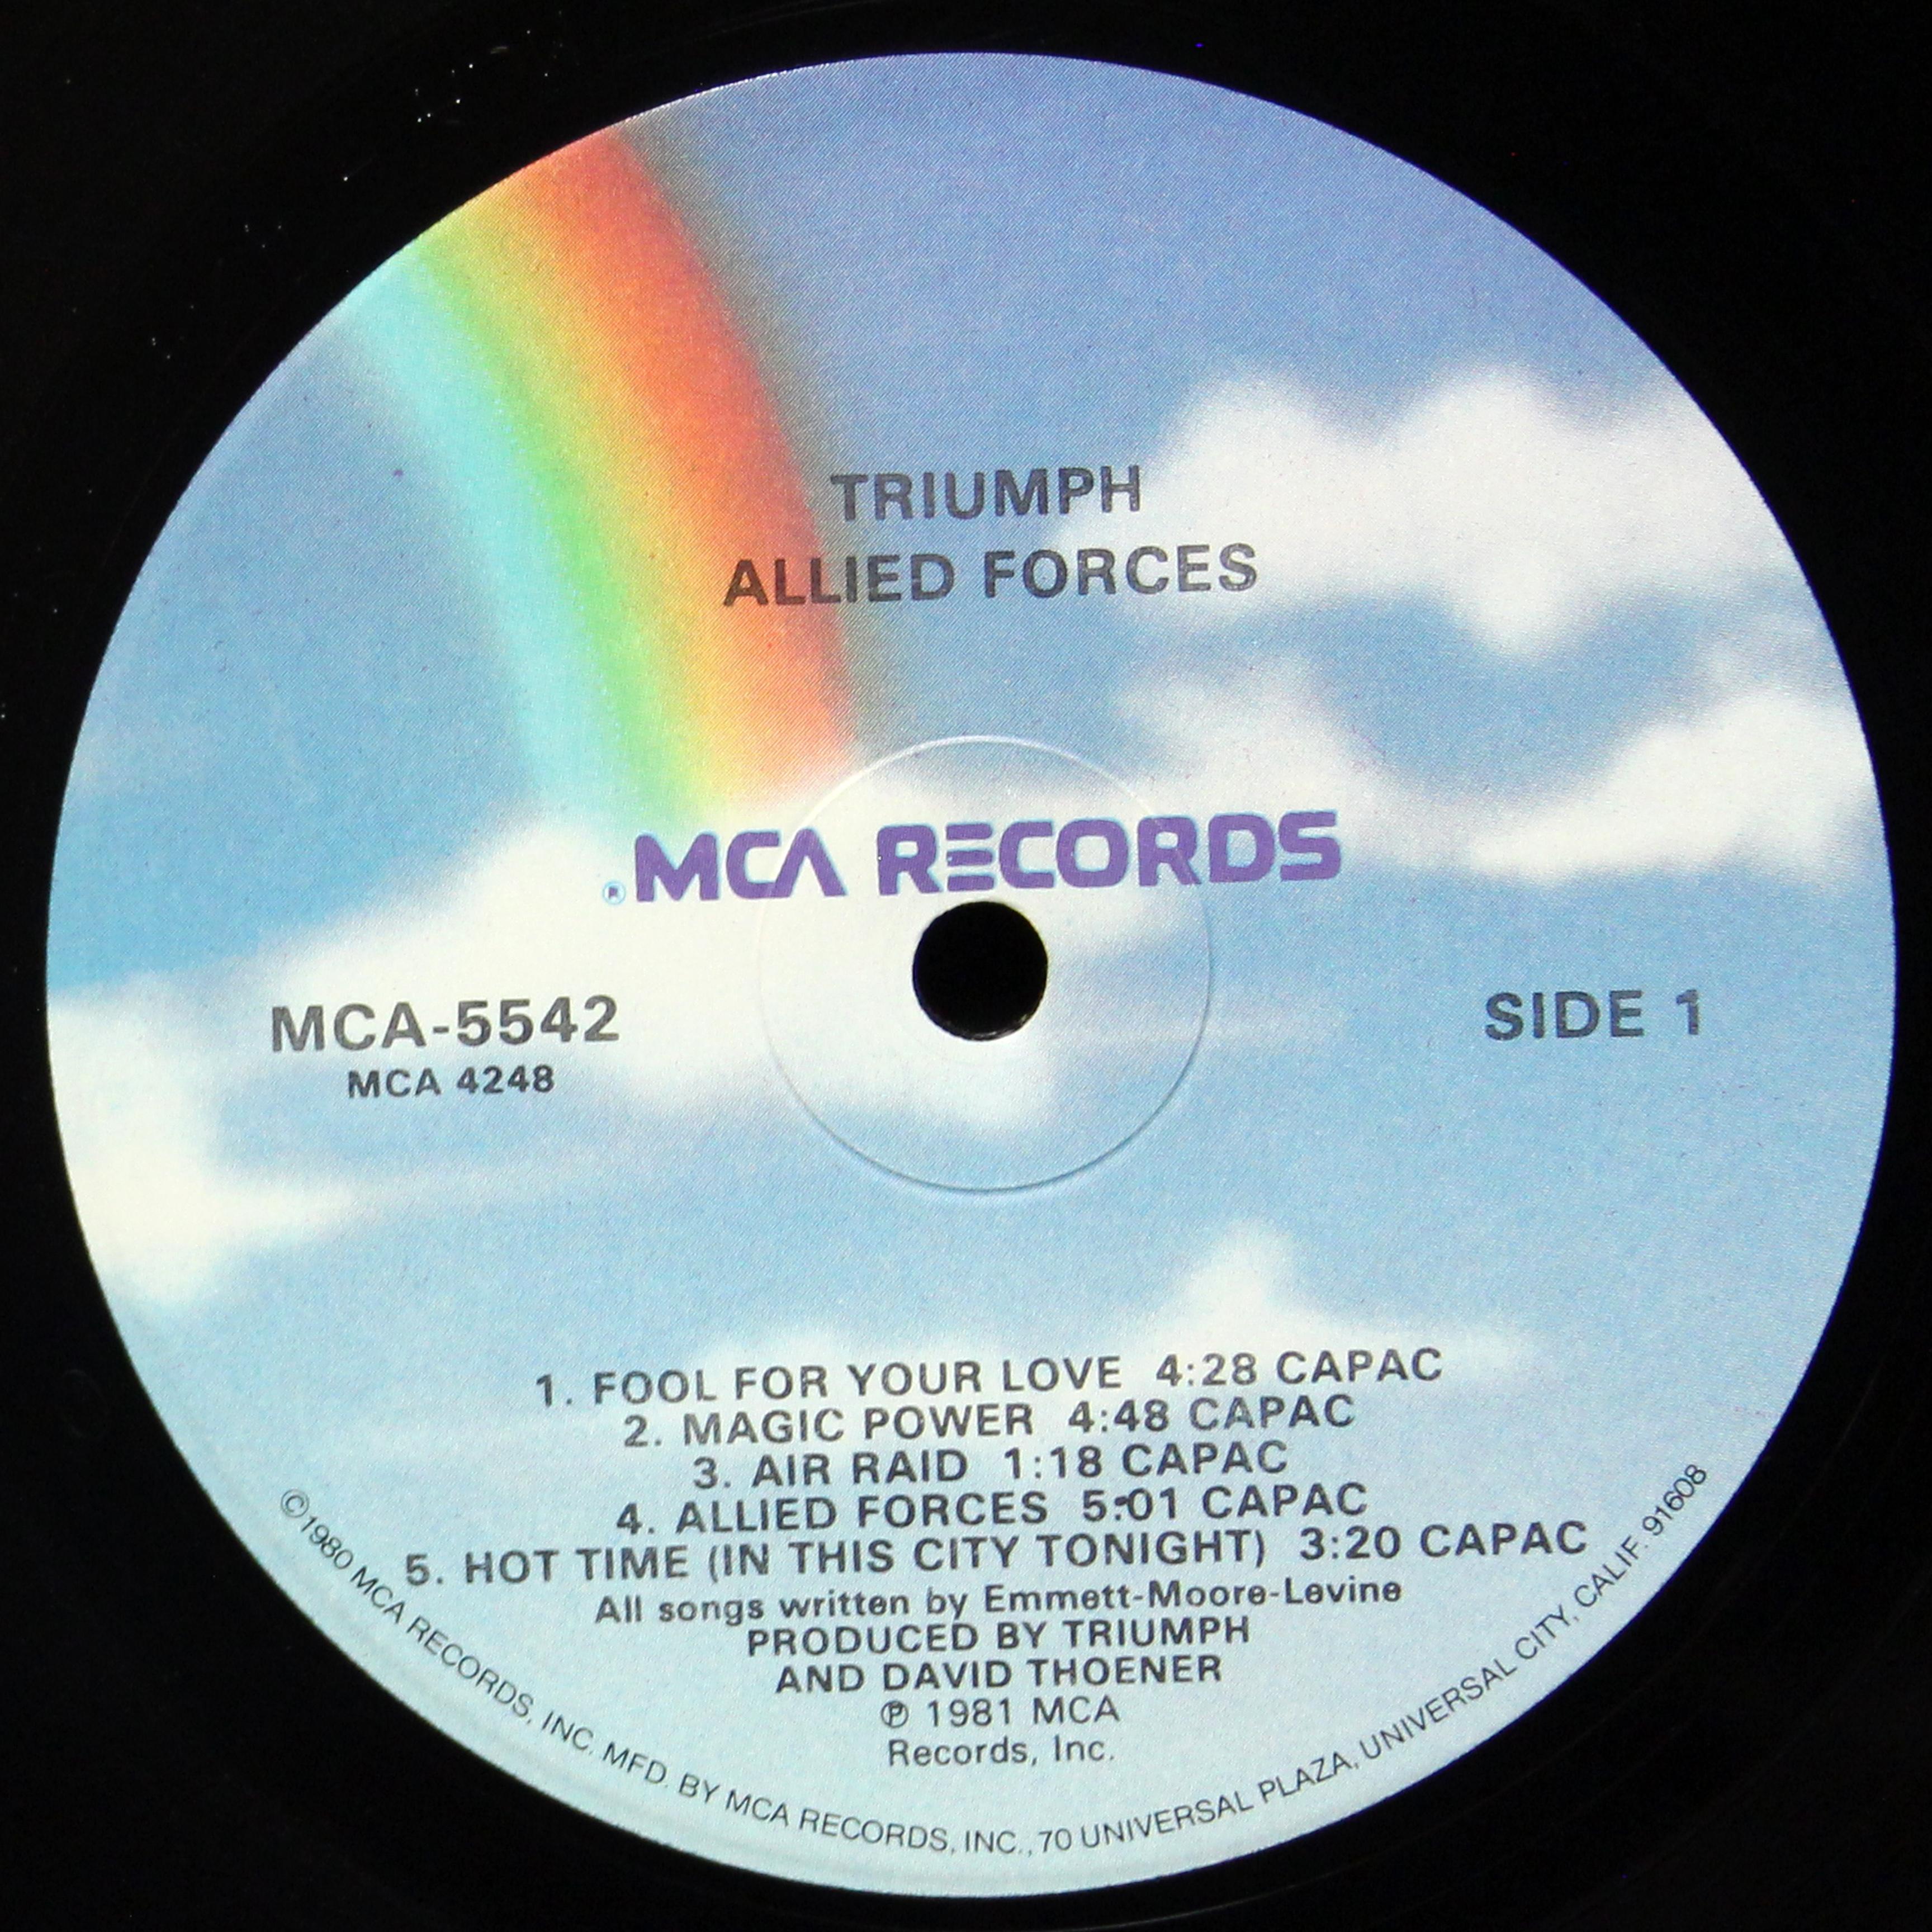 TRIUMPH
ALLIED FORCES
®MCA RECORDS
MCA-5542
MCA 4248
SIDE 1
1. FOOL FOR YOUR LOVE 4:28 CAPAC
2. MAGIC POWER 4:48 CAPAC
3. AIR RAID 1:18 CAPAC
4. ALLIED FORCES 5:01 CAPAC
5. HOT TIME (IN THIS CITY TONIGHT) 3:20 CAPAC
All songs written by Emmett-Moore-Levine
PRODUCED BY TRIUMPH
AND DAVID THOENER
℗ 1981 MCA
Records, Inc.
©1980 MCA RECORDS, INC. MFD. BY MCA RECORDS, INC., 70 UNIVERSAL PLAZA, UNIVERSAL CITY, CALIF. 91608